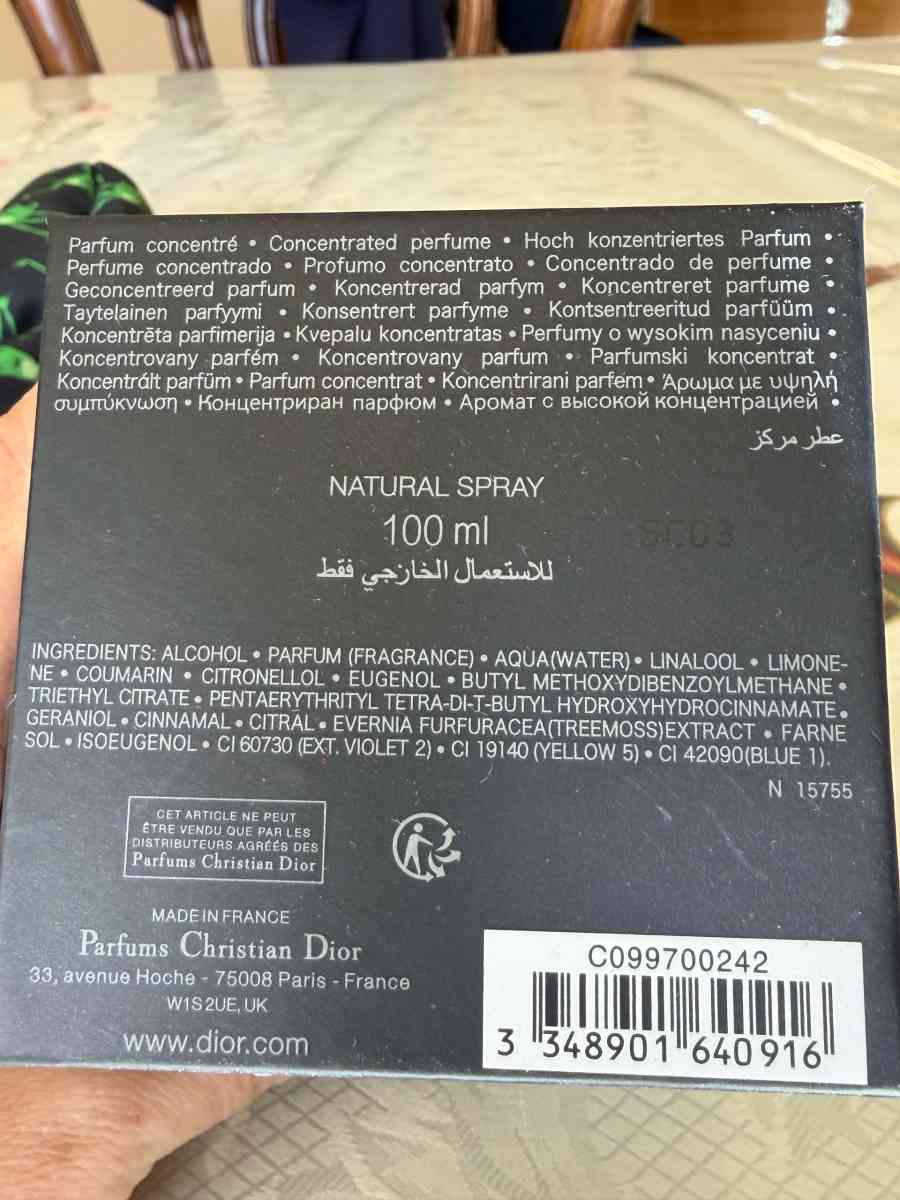 Parfum concentré • Concentrated perfume • Hoch konzentriertes Parfum •
Perfume concentrado • Profumo concentrato • Concentrado de perfume •
Geconcentreerd parfum • Koncentrerad parfym • Koncentreret parfume •
Taytelainen parfyymi • Konsentrert parfyme • Kontsentreeritud parfüüm •
Koncentrēta parfimerija • Kvepalu koncentratas • Perfumy o wysokim nasyceniu •
Koncentrovany parfém • Koncentrovany parfum • Parfumski koncentrat •
Koncentrált parfüm • Parfum concentrat • Koncentrirani parfem • Άρωμα με υψηλή
συμπύκνωση • Концентриран парфюм • Аромат с высокой концентрацией •
عطر مركز
NATURAL SPRAY
100 ml
5C03
للاستعمال الخازجي فقط
INGREDIENTS: ALCOHOL • PARFUM (FRAGRANCE) • AQUA(WATER) • LINALOOL • LIMONE-
NE • COUMARIN • CITRONELLOL • EUGENOL • BUTYL METHOXYDIBENZOYLMETHANE •
TRIETHYL CITRATE • PENTAERYTHRITYL TETRA-DI-T-BUTYL HYDROXYHYDROCINNAMATE •
GERANIOL • CINNAMAL • CITRAL • EVERNIA FURFURACEA(TREEMOSS)EXTRACT • FARNE
SOL • ISOEUGENOL • CI 60730 (EXT. VIOLET 2) • CI 19140 (YELLOW 5) • CI 42090(BLUE 1).
N 15755
CET ARTICLE NE PEUT
ÊTRE VENDU QUE PAR LES
DISTRIBUTEURS AGRÉÉS DES
Parfums Christian Dior
MADE IN FRANCE
Parfums Christian Dior
33, avenue Hoche - 75008 Paris - France
W1S 2UE, UK
www.dior.com
C099700242
3 348901 640916